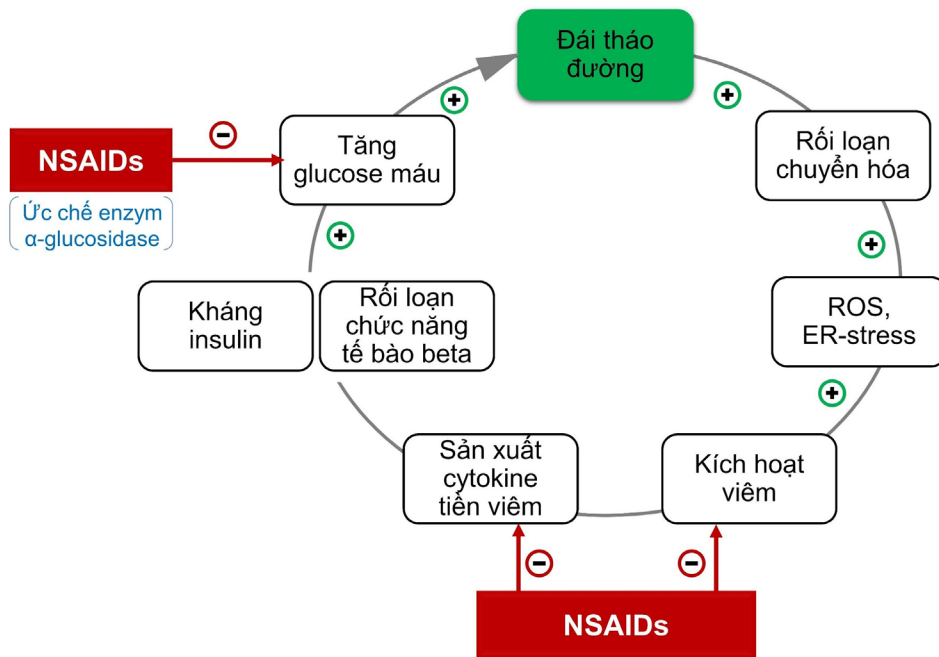 Đái tháo
đường
Rối loạn
chuyển hóa
ROS,
ER-stress
Kích hoạt
viêm
Sản xuất
cytokine
tiền viêm
Rối loạn
chức năng
tế bào beta
Kháng
insulin
Tăng
glucose máu
NSAIDs
Ức chế enzym
α-glucosidase
NSAIDs